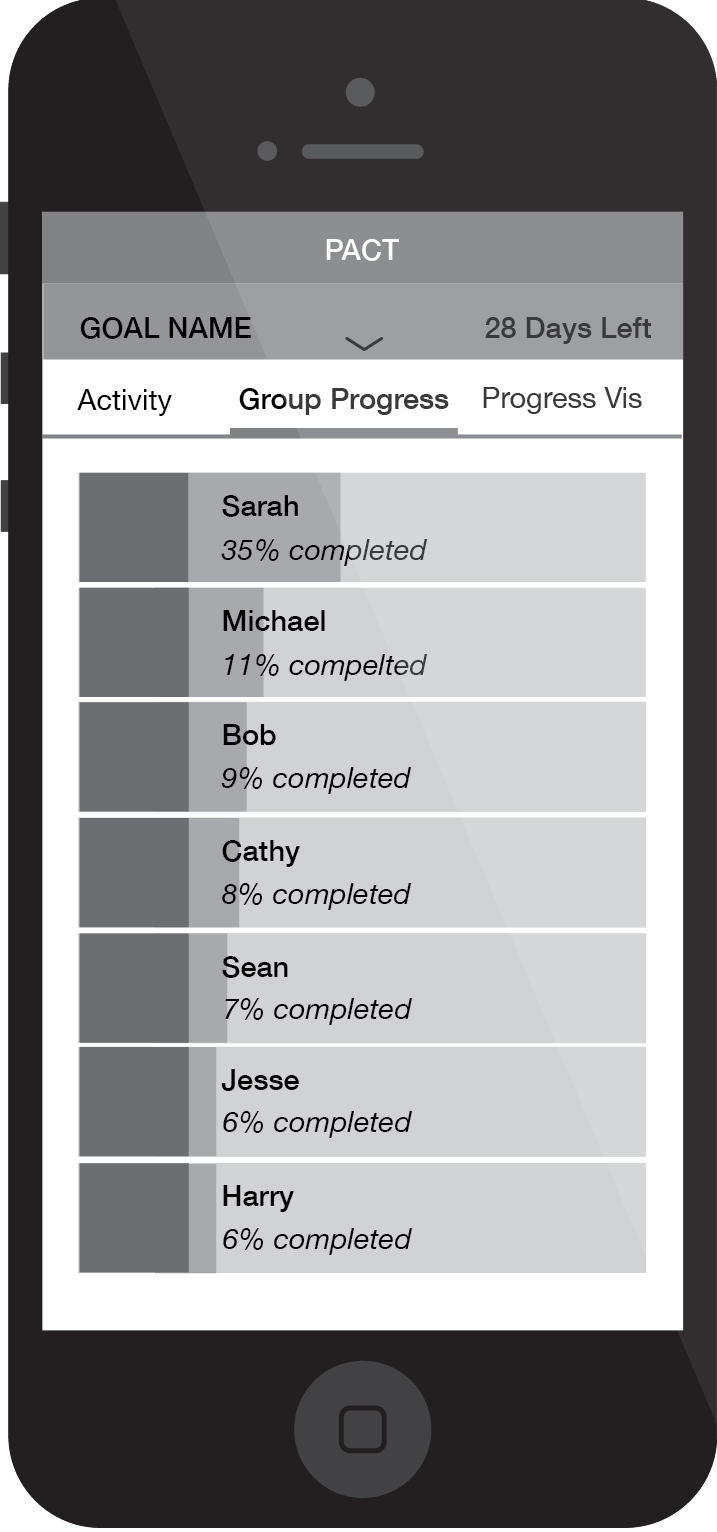 PACT
GOAL NAME 28 Days Left
Activity Group Progress Progress Vis
Sarah
35% completed
Michael
11% compelted
Bob
9% completed
Cathy
8% completed
Sean
7% completed
Jesse
6% completed
Harry
6% completed